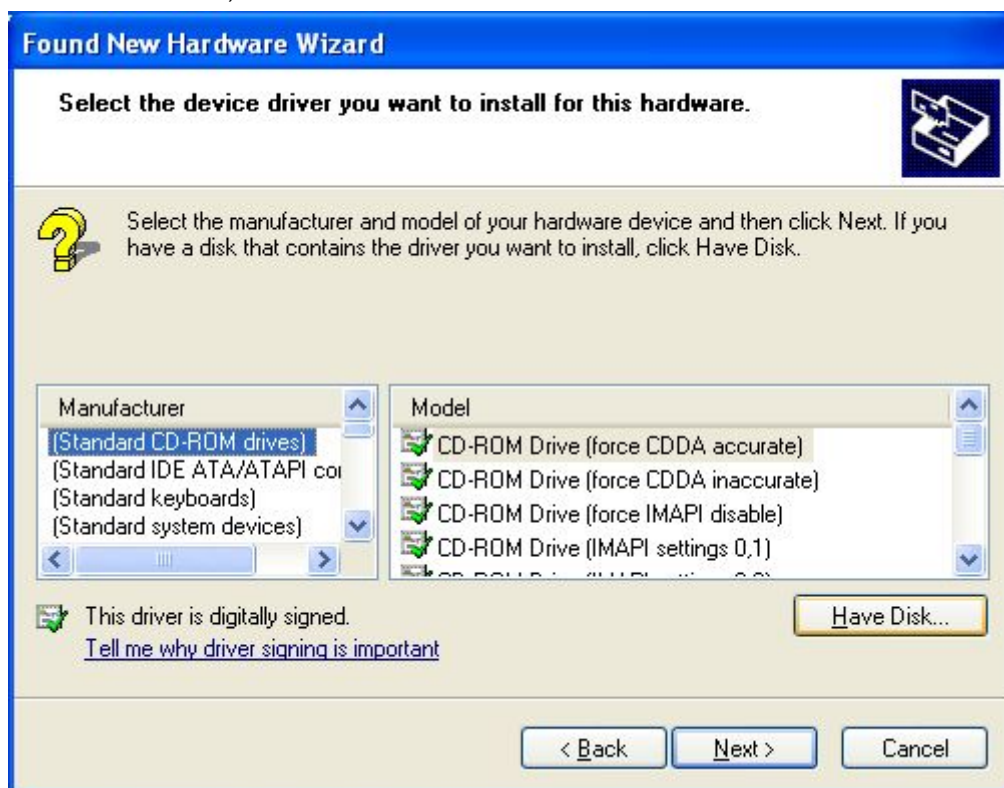 Found New Hardware Wizard
Select the device driver you want to install for this hardware.
Select the manufacturer and model of your hardware device and then click Next. If you
have a disk that contains the driver you want to install, click Have Disk.
Manufacturer
(Standard CD-ROM drives)
(Standard IDE ATA/ATAPI co
(Standard keyboards)
(Standard system devices)
Model
CD-ROM Drive (force CDDA accurate)
CD-ROM Drive (force CDDA inaccurate)
CD-ROM Drive (force IMAPI disable)
CD-ROM Drive (IMAPI settings 0,1)
This driver is digitally signed.
Tell me why driver signing is important
Have Disk...
< Back
Next >
Cancel